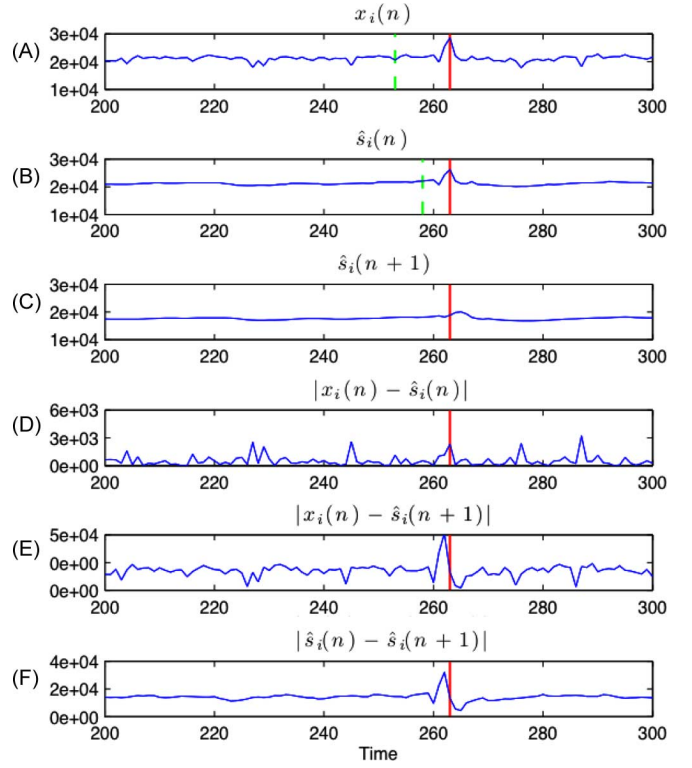 x_i(n)
(A)
3e+04
2e+04
1e+04
200 220 240 260 280 300
ŝ_i(n)
(B)
3e+04
2e+04
1e+04
200 220 240 260 280 300
ŝ_i(n + 1)
(C)
3e+04
2e+04
1e+04
200 220 240 260 280 300
|x_i(n) − ŝ_i(n)|
(D)
6e+03
3e+03
0e+00
200 220 240 260 280 300
|x_i(n) − ŝ_i(n + 1)|
(E)
5e+04
0e+00
0e+00
200 220 240 260 280 300
|ŝ_i(n) − ŝ_i(n + 1)|
(F)
4e+04
2e+04
0e+00
200 220 240 260 280 300
Time